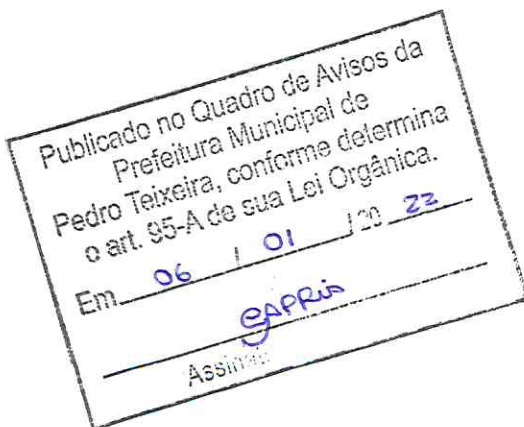 Publicado no Quadro de Avisos da
Prefeitura Municipal de
Pedro Teixeira, conforme determina
o art. 95-A de sua Lei Orgânica.
Em 06 / 01 / 20 22